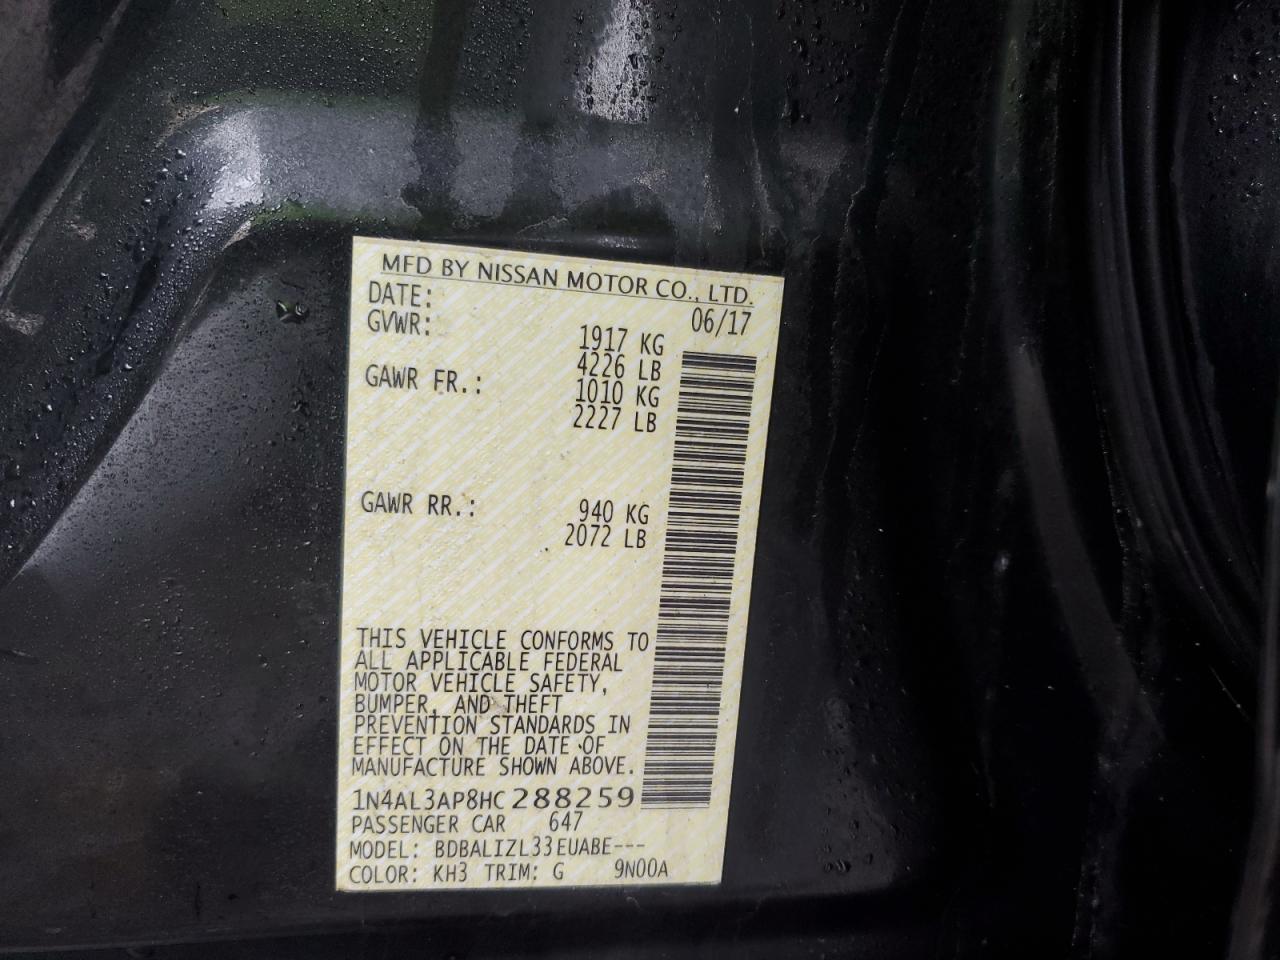 MFD BY NISSAN MOTOR CO., LTD.
DATE: 06/17
GVWR: 1917 KG
4226 LB
GAWR FR.: 1010 KG
2227 LB
GAWR RR.: 940 KG
2072 LB
THIS VEHICLE CONFORMS TO
ALL APPLICABLE FEDERAL
MOTOR VEHICLE SAFETY,
BUMPER, AND THEFT
PREVENTION STANDARDS IN
EFFECT ON THE DATE OF
MANUFACTURE SHOWN ABOVE.
1N4AL3AP8HC288259
PASSENGER CAR 647
MODEL: BDBALIZL33EUABE---
COLOR: KH3 TRIM: G 9N00A